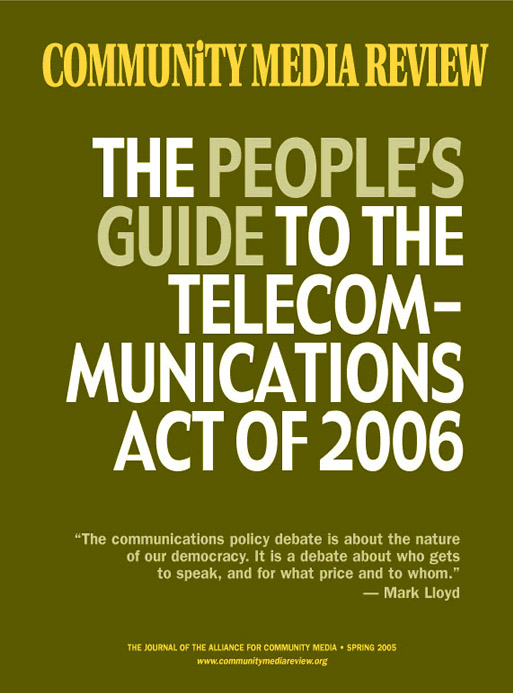 COMMUNiTY MEDIA REVIEW
THE PEOPLE'S
GUIDE TO THE
TELECOM-
MUNICATIONS
ACT OF 2006
“The communications policy debate is about the nature
of our democracy. It is a debate about who gets
to speak, and for what price and to whom.”
— Mark Lloyd
THE JOURNAL OF THE ALLIANCE FOR COMMUNITY MEDIA • SPRING 2005
www.communitymediareview.org